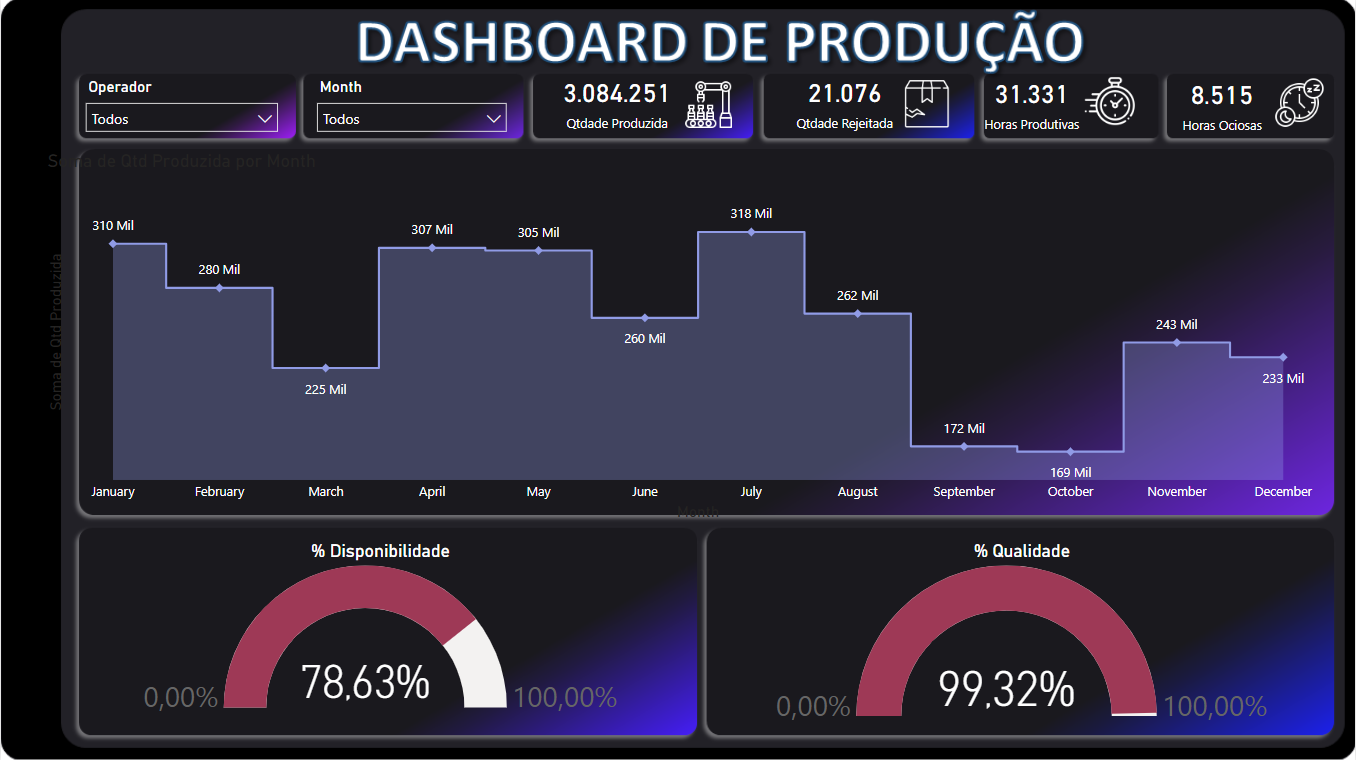 DASHBOARD DE PRODUÇÃO
Operador
Todos
Month
Todos
3.084.251
Qtdade Produzida
21.076
Qtdade Rejeitada
31.331
Horas Produtivas
8.515
Horas Ociosas
zz
Soma de Qtd Produzida por Month
Soma de Qtd Produzida
310 Mil
280 Mil
225 Mil
307 Mil
305 Mil
260 Mil
318 Mil
262 Mil
172 Mil
169 Mil
243 Mil
233 Mil
January
February
March
April
May
June
July
August
September
October
November
December
Month
% Disponibilidade
78,63%
0,00%
100,00%
% Qualidade
99,32%
0,00%
100,00%